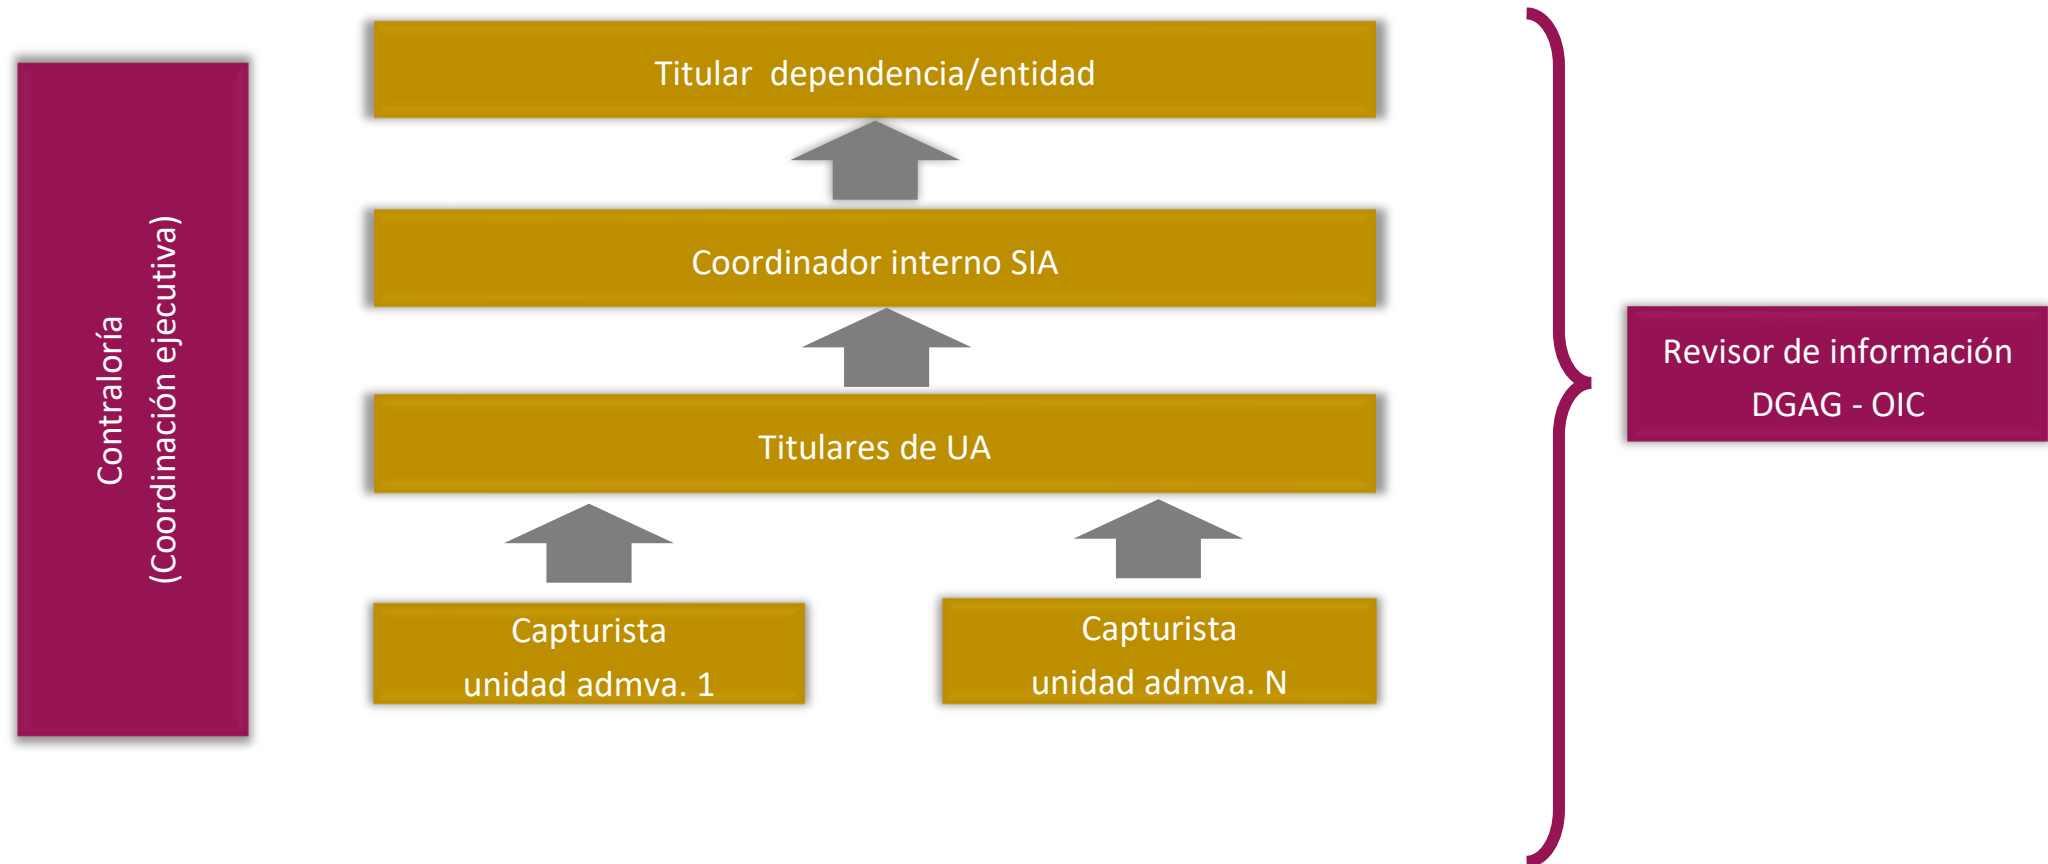 Contraloría
(Coordinación ejecutiva)
Titular  dependencia/entidad
Coordinador interno SIA
Titulares de UA
Capturista
unidad admva. 1
Capturista
unidad admva. N
Revisor de información
DGAG - OIC